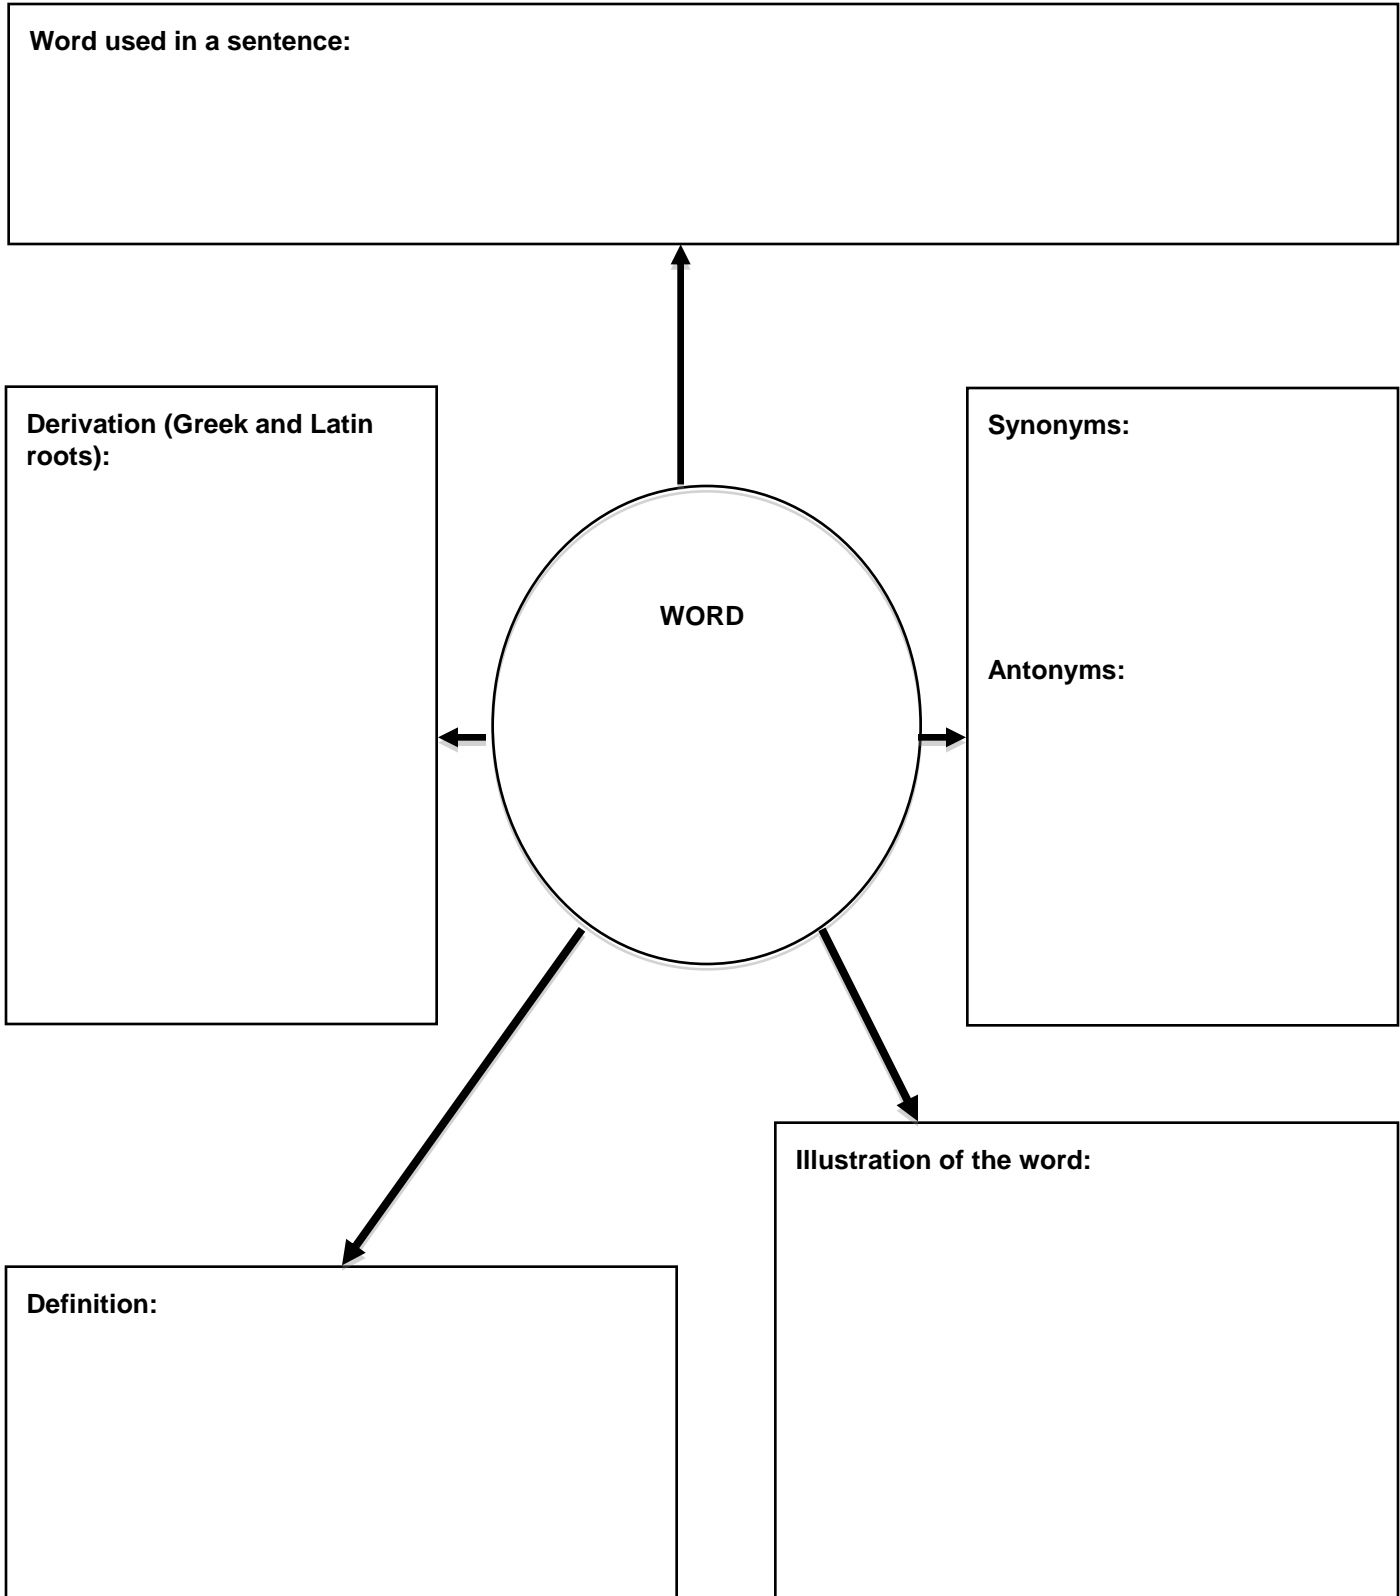 Word used in a sentence:
Derivation (Greek and Latin
roots):
Synonyms:
WORD
Antonyms:
Illustration of the word:
Definition: